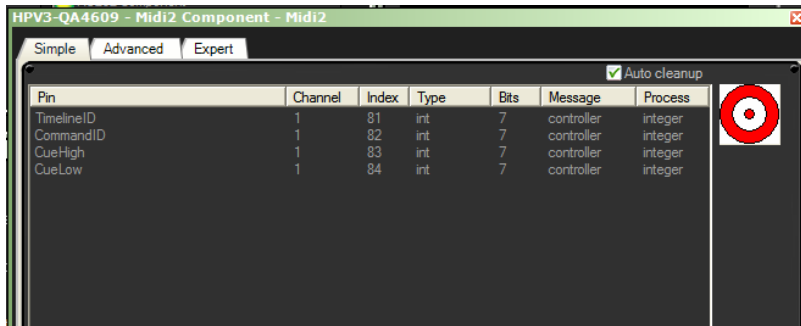 HPV3-QA4609 - Midi2 Component - Midi2
Simple Advanced Expert
Auto cleanup
Pin Channel Index Type Bits Message Process
TimelineID 1 81 int 7 controller integer
CommandID 1 82 int 7 controller integer
CueHigh 1 83 int 7 controller integer
CueLow 1 84 int 7 controller integer